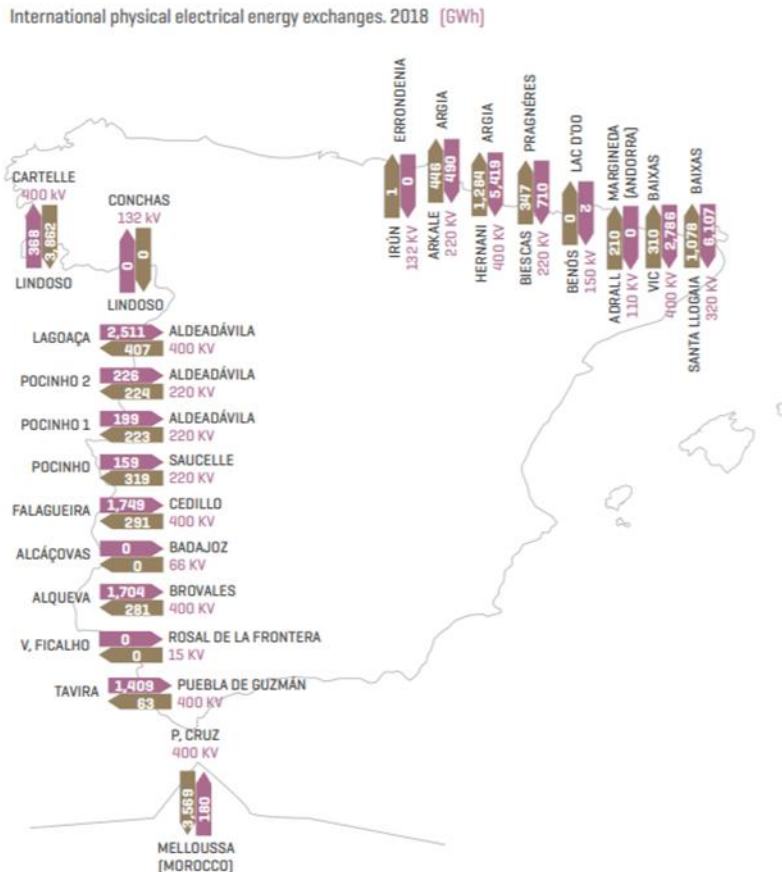 International physical electrical energy exchanges. 2018 [GWh]
CARTELLE
400 kV
368
3,862
LINDOSO
CONCHAS
132 kV
0
0
LINDOSO
IRÚN
132 KV
1
0
ERRONDENIA
ARKALE
220 KV
446
490
ARGIA
HERNANI
400 KV
1,284
5,419
ARGIA
BIESCAS
220 KV
347
710
PRAGNÉRES
BENÓS
150 kV
0
2
LAC D'OO
ADRALL
110 KV
210
0
MARGINEDA
(ANDORRA)
VIC
400 KV
310
2,786
BAIXAS
SANTA LLOGAIA
320 KV
1,078
6,107
BAIXAS
LAGOAÇA
2,511
407
ALDEADÁVILA
400 KV
POCINHO 2
226
224
ALDEADÁVILA
220 KV
POCINHO 1
199
223
ALDEADÁVILA
220 KV
POCINHO
159
319
SAUCELLE
220 KV
FALAGUEIRA
1,749
291
CEDILLO
400 KV
ALCÁÇOVAS
0
0
BADAJOZ
66 KV
ALQUEVA
1,704
281
BROVALES
400 KV
V, FICALHO
0
0
ROSAL DE LA FRONTERA
15 KV
TAVIRA
1,409
63
PUEBLA DE GUZMÁN
400 KV
P, CRUZ
400 KV
3,569
180
MELLOUSSA
(MOROCCO)